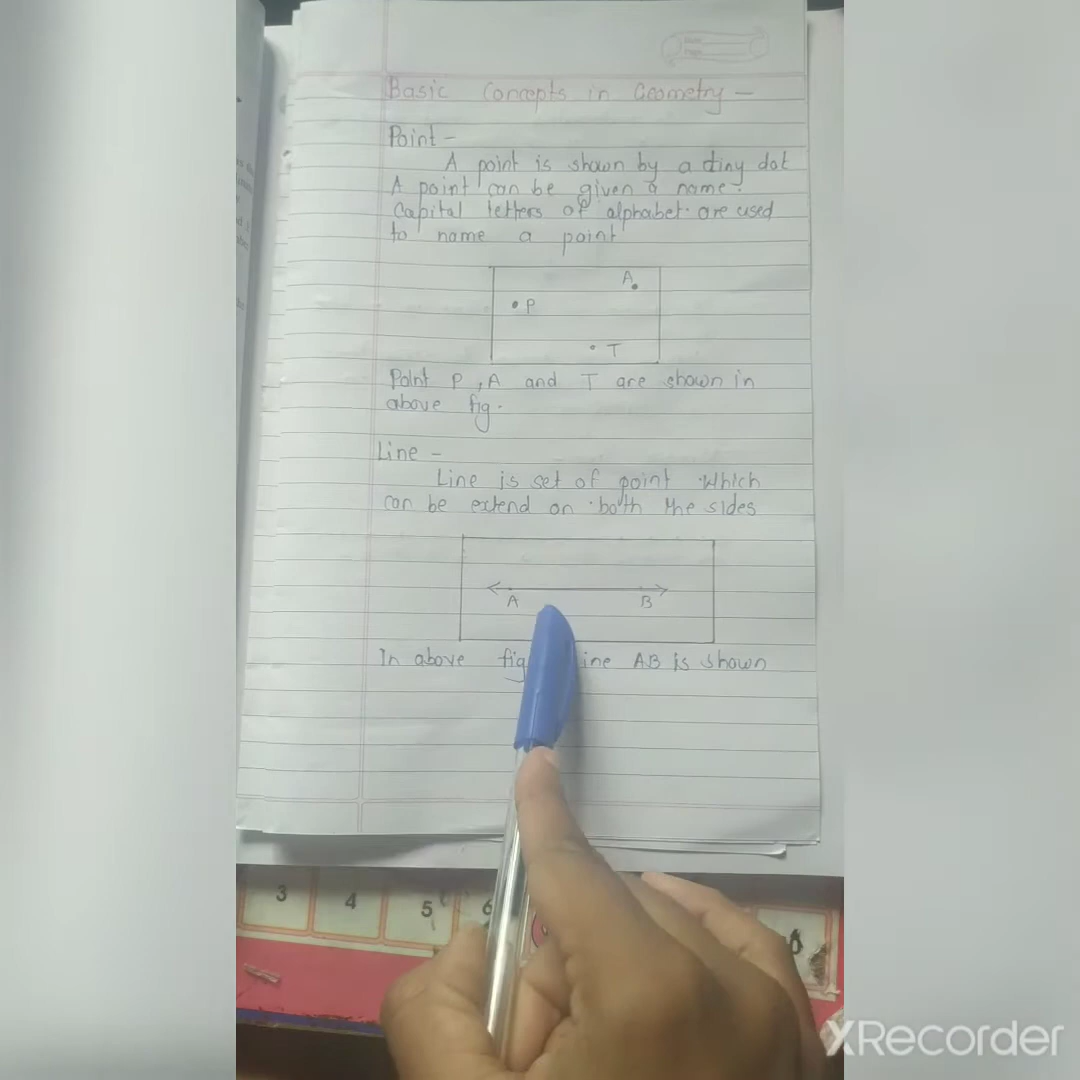 Basic Concepts in Geometry -
Point -
A point is shown by a tiny dot
A point can be given a name.
Capital letters of alphabet are used
to name a point
A
P
T
Point P, A and T are shown in
above fig.
Line -
Line is set of point which
can be extend on both the sides
A B
In above fig line AB is shown
3 4 5 6
XRecorder